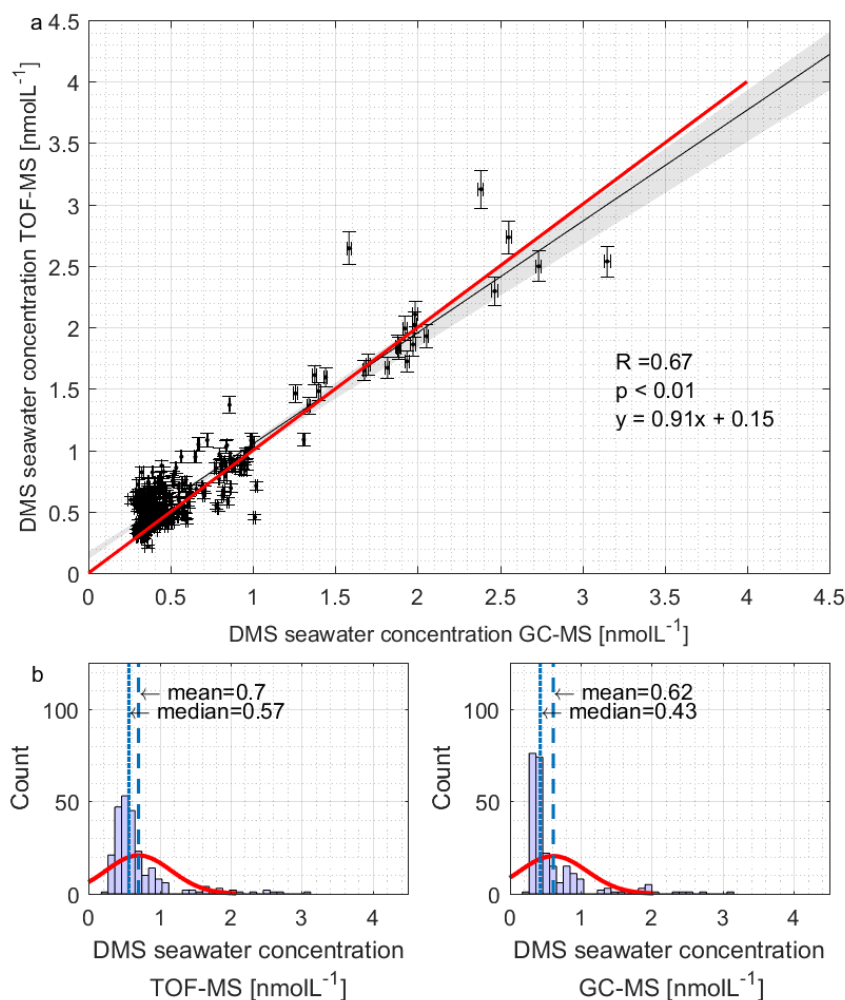 a
4.5
4
3.5
3
2.5
2
1.5
1
0.5
0
DMS seawater concentration TOF-MS [nmolL⁻¹]
R =0.67
p < 0.01
y = 0.91x + 0.15
0 0.5 1 1.5 2 2.5 3 3.5 4 4.5
DMS seawater concentration GC-MS [nmolL⁻¹]
b
mean=0.7
median=0.57
100
50
0
Count
0 1 2 3 4
DMS seawater concentration
TOF-MS [nmolL⁻¹]
mean=0.62
median=0.43
100
50
0
Count
0 1 2 3 4
DMS seawater concentration
GC-MS [nmolL⁻¹]